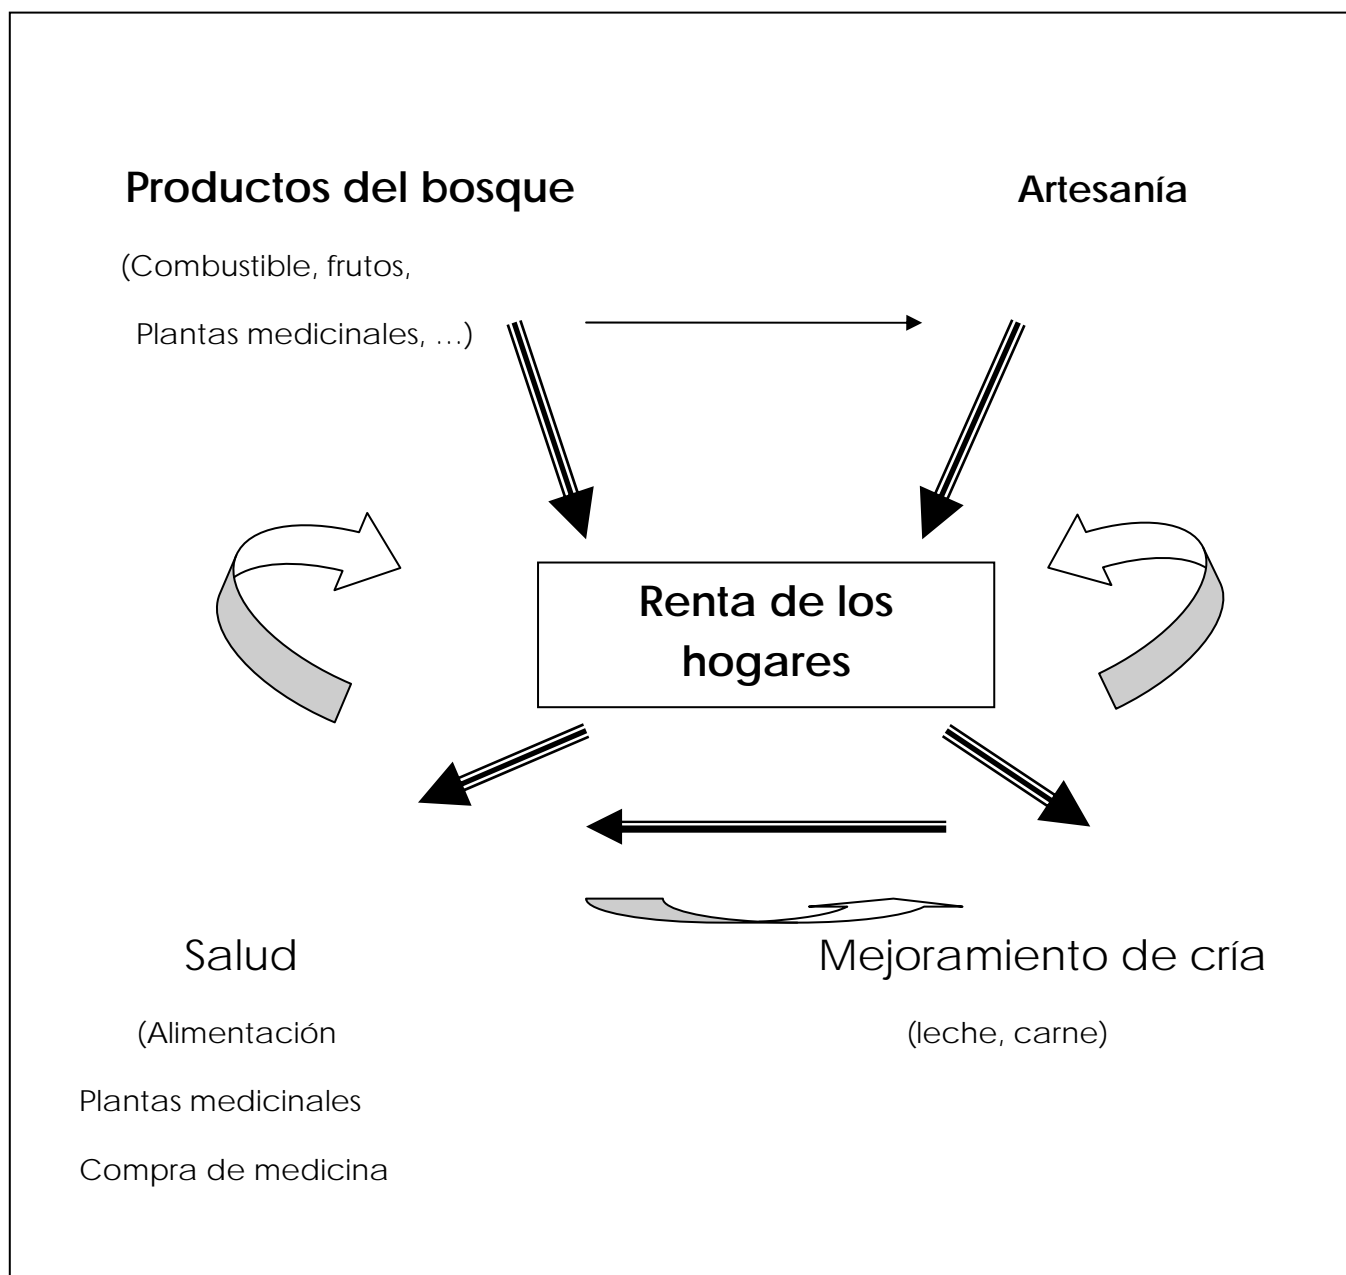 Productos del bosque
Artesanía
(Combustible, frutos,
Plantas medicinales, …)
Renta de los
hogares
Salud
Mejoramiento de cría
(Alimentación
(leche, carne)
Plantas medicinales
Compra de medicina